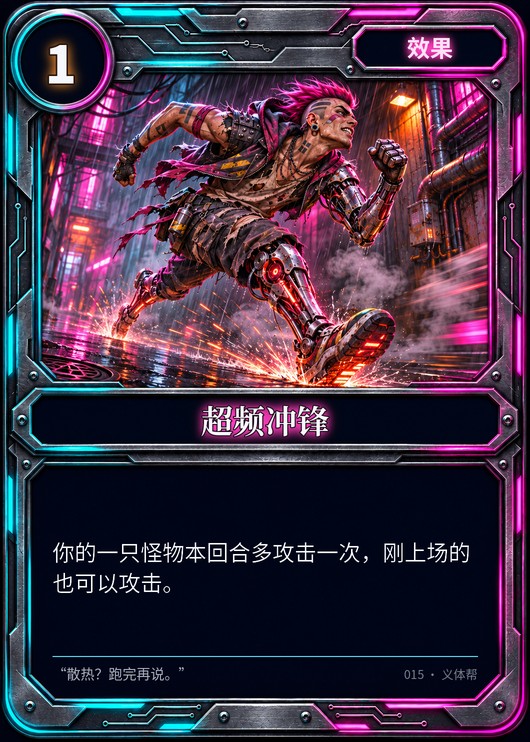 1
效果
超频冲锋
你的一只怪物本回合多攻击一次，刚上场的
也可以攻击。
“散热？跑完再说。”
015 · 义体帮